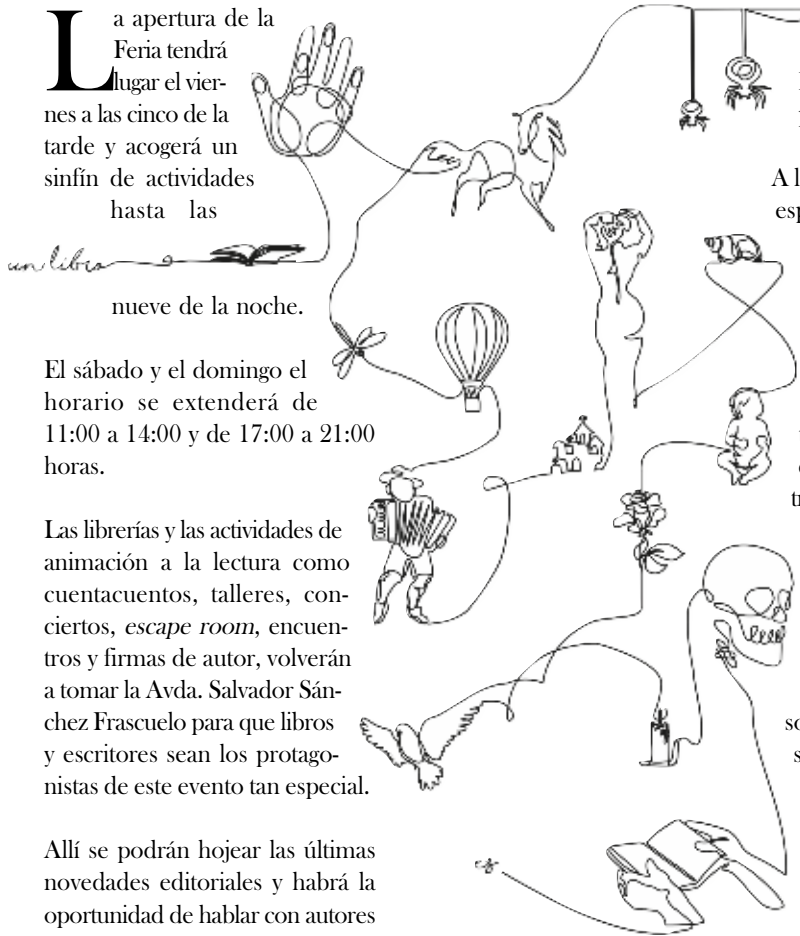 La apertura de la
Feria tendrá
lugar el vier-
nes a las cinco de la
tarde y acogerá un
sinfín de actividades
hasta las
un libro
nueve de la noche.
El sábado y el domingo el
horario se extenderá de
11:00 a 14:00 y de 17:00 a 21:00
horas.
Las librerías y las actividades de
animación a la lectura como
cuentacuentos, talleres, con-
ciertos, escape room, encuen-
tros y firmas de autor, volverán
a tomar la Avda. Salvador Sán-
chez Frascuelo para que libros
y escritores sean los protago-
nistas de este evento tan especial.
Allí se podrán hojear las últimas
novedades editoriales y habrá la
oportunidad de hablar con autores